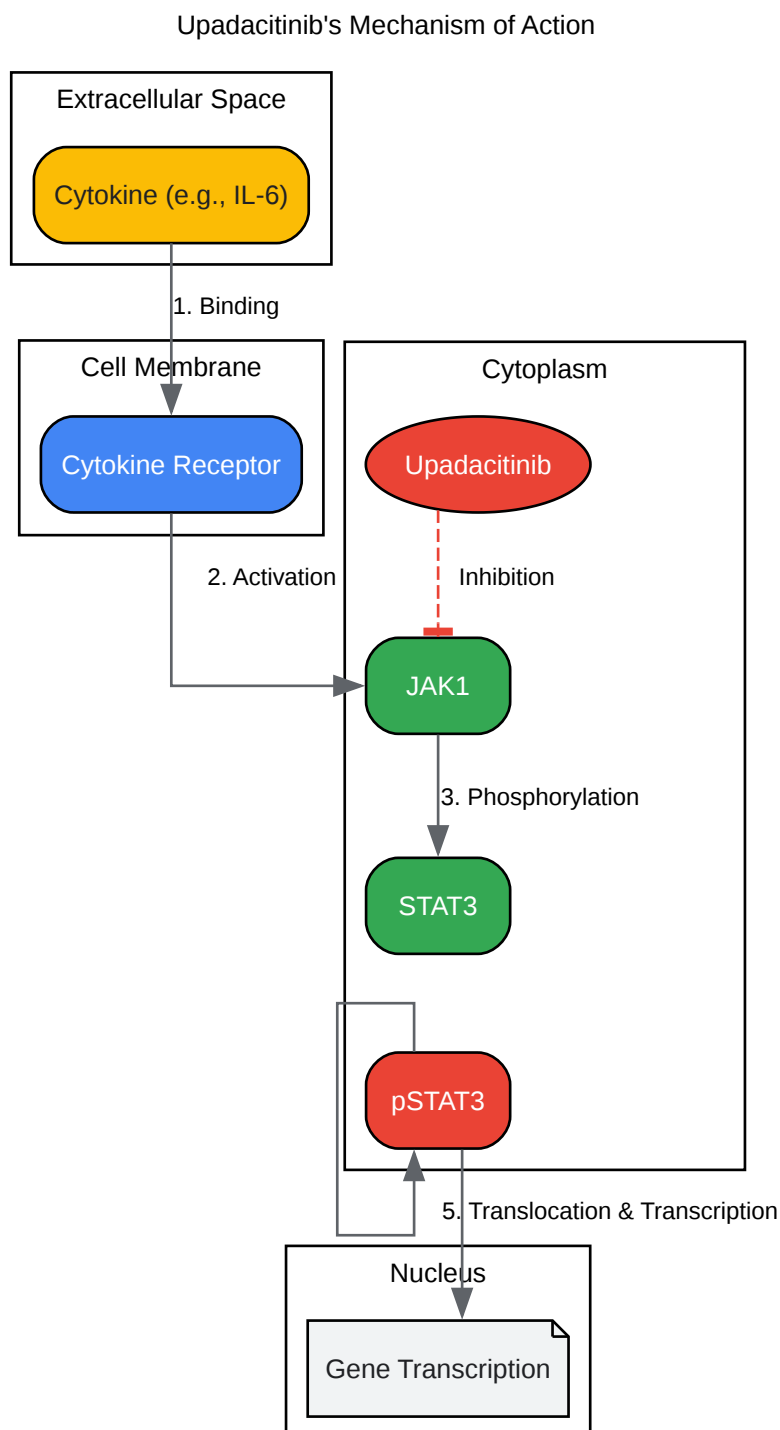 Upadacitinib's Mechanism of Action
Extracellular Space
Cytokine (e.g., IL-6)
1. Binding
Cell Membrane
Cytoplasm
Cytokine Receptor
Upadacitinib
2. Activation
Inhibition
JAK1
3. Phosphorylation
STAT3
pSTAT3
5. Translocation & Transcription
Nucleus
Gene Transcription